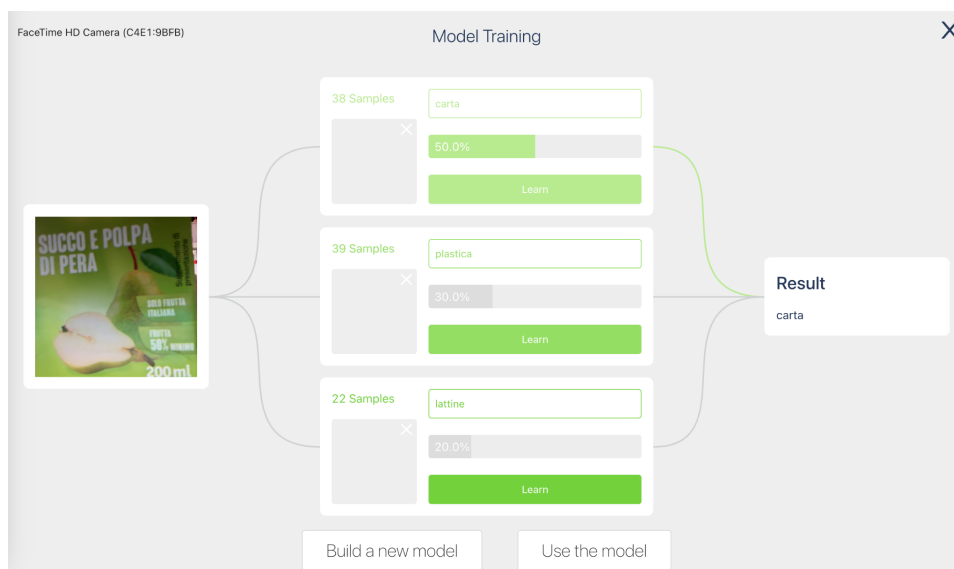 FaceTime HD Camera (C4E1:9BFB)
Model Training
X
38 Samples
carta
50.0%
Learn
39 Samples
plastica
30.0%
Learn
22 Samples
lattine
20.0%
Learn
SUCCO E POLPA
DI PERA
SOLO FRUTTA
ITALIANA
FRUTTA
50% MINIMO
200 ml
Result
carta
Build a new model
Use the model